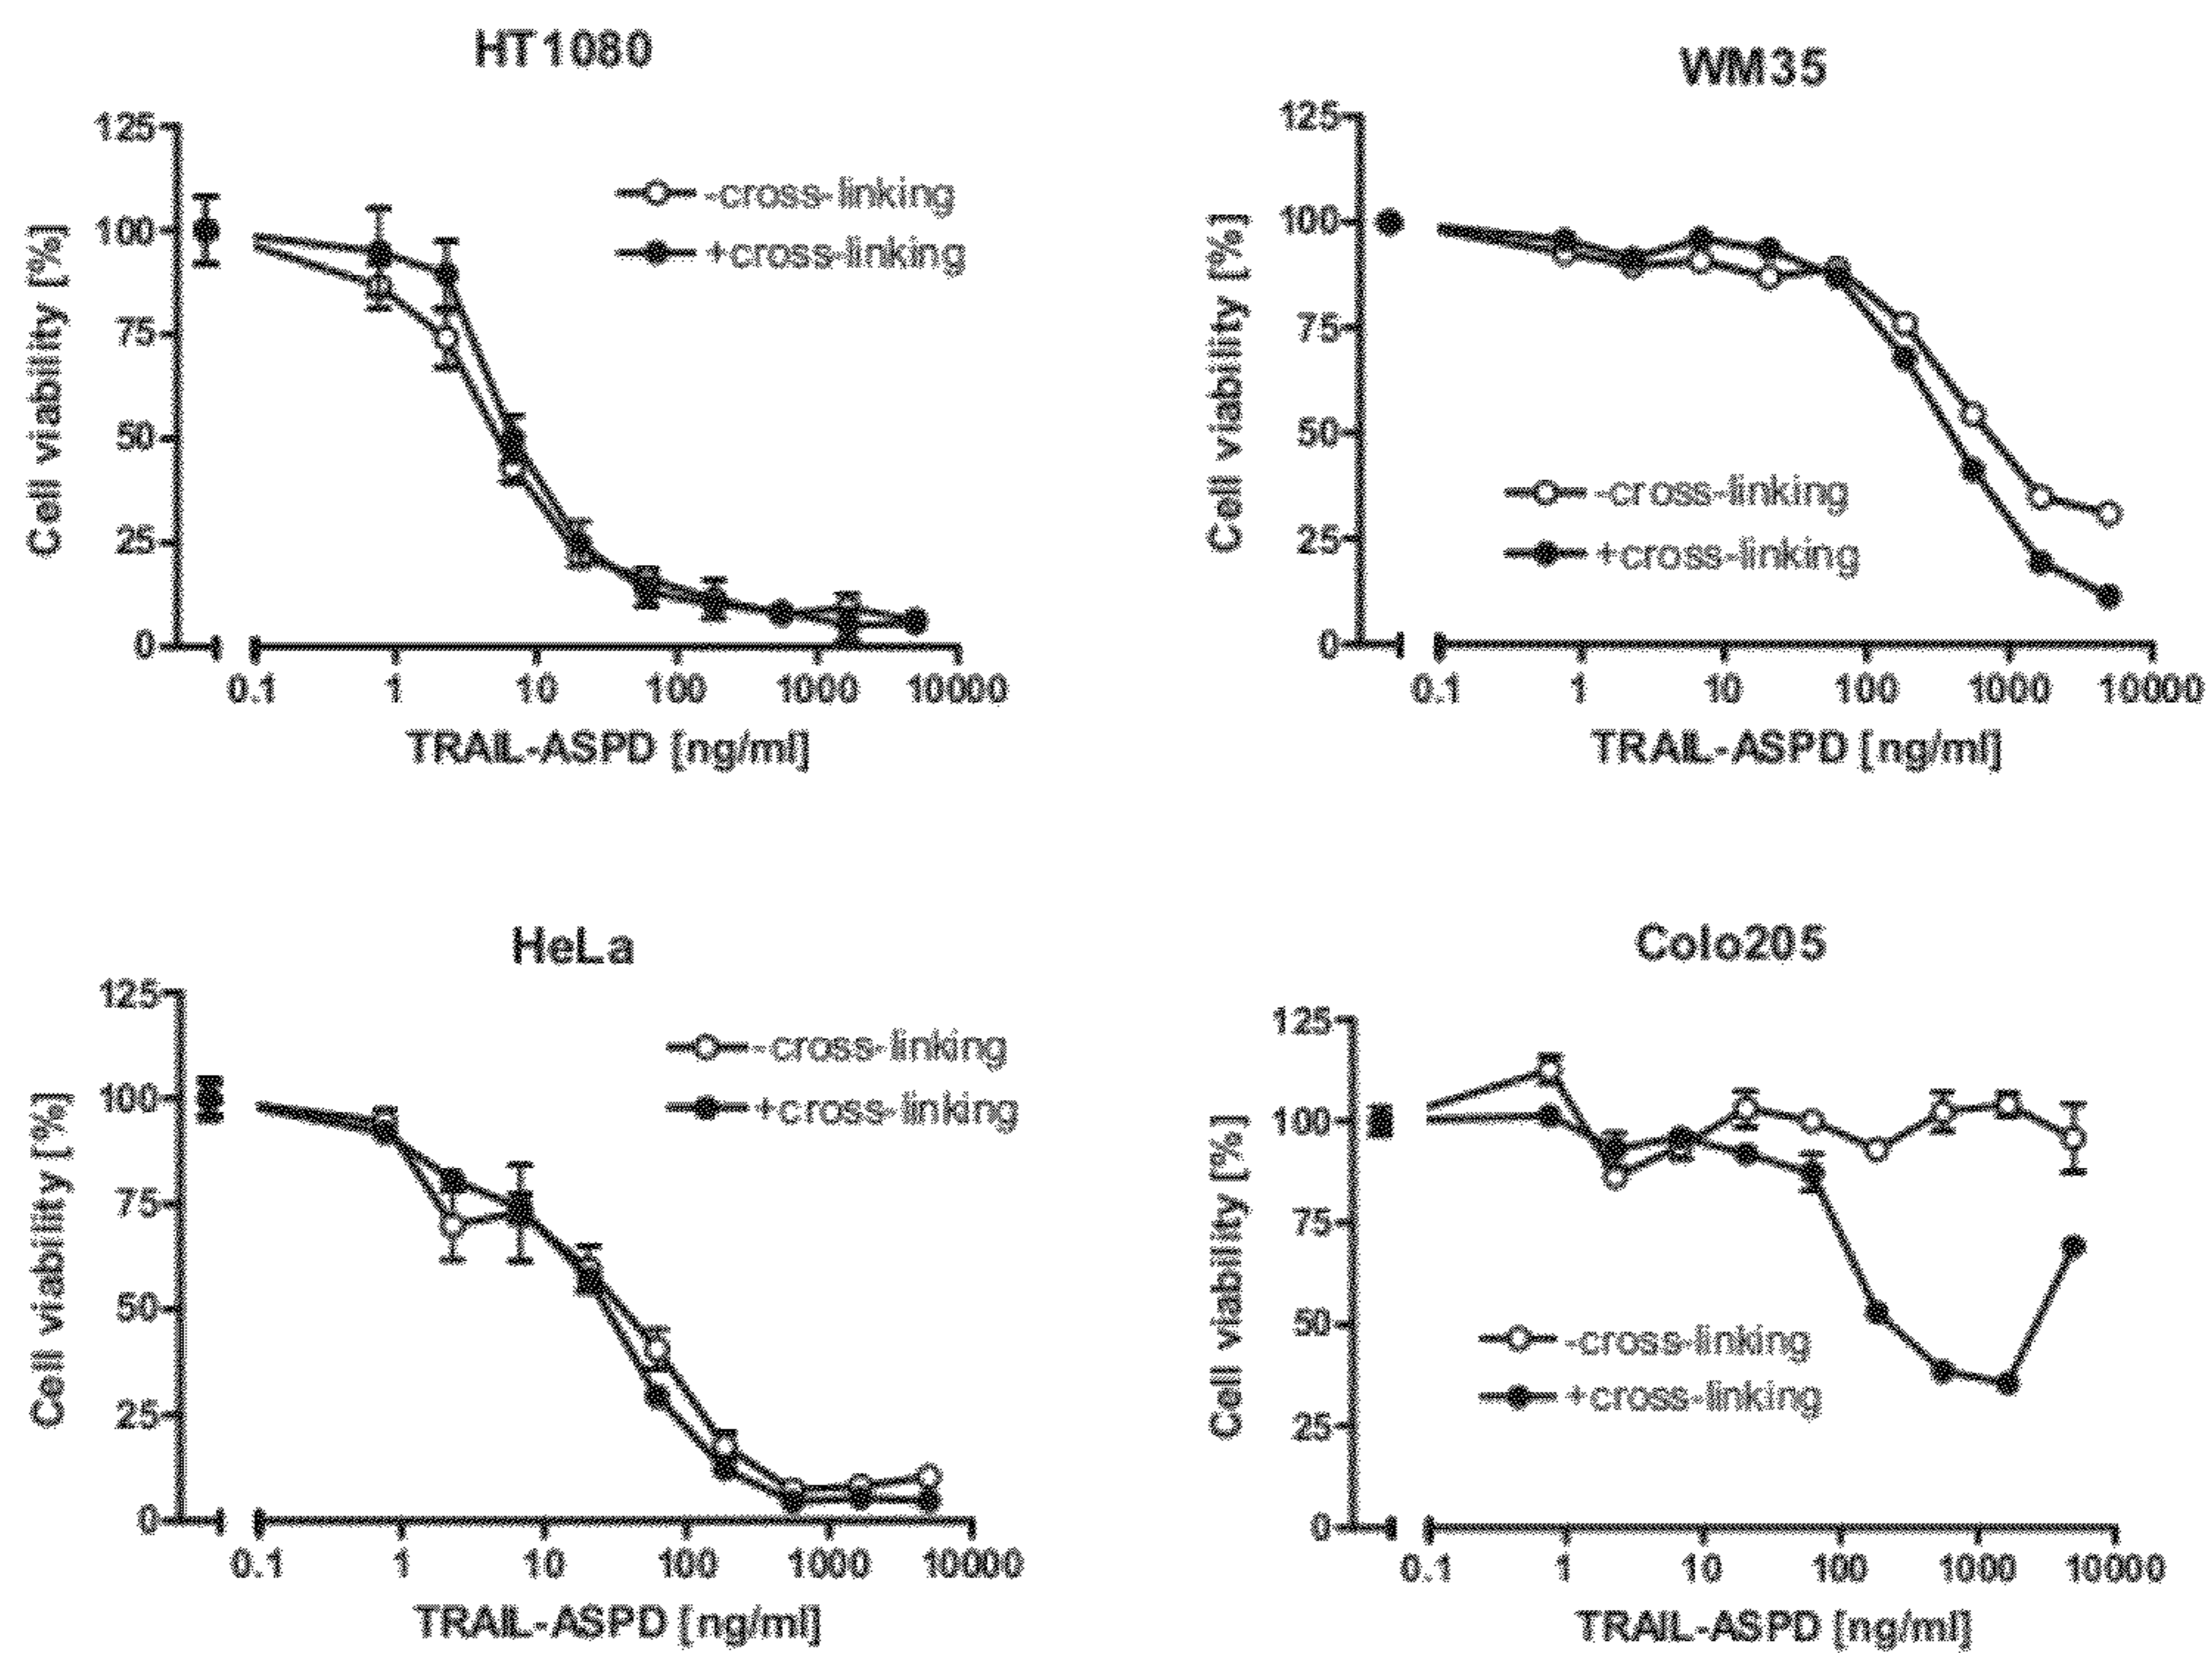 HT1080
125
100
75
50
25
0
Cell viability [%]
-cross-linking
+cross-linking
0.1 1 10 100 1000 10000
TRAIL-ASPD [ng/ml]
WM35
125
100
75
50
25
0
Cell viability [%]
-cross-linking
+cross-linking
0.1 1 10 100 1000 10000
TRAIL-ASPD [ng/ml]
HeLa
125
100
75
50
25
0
Cell viability [%]
-cross-linking
+cross-linking
0.1 1 10 100 1000 10000
TRAIL-ASPD [ng/ml]
Colo205
125
100
75
50
25
0
Cell viability [%]
-cross-linking
+cross-linking
0.1 1 10 100 1000 10000
TRAIL-ASPD [ng/ml]